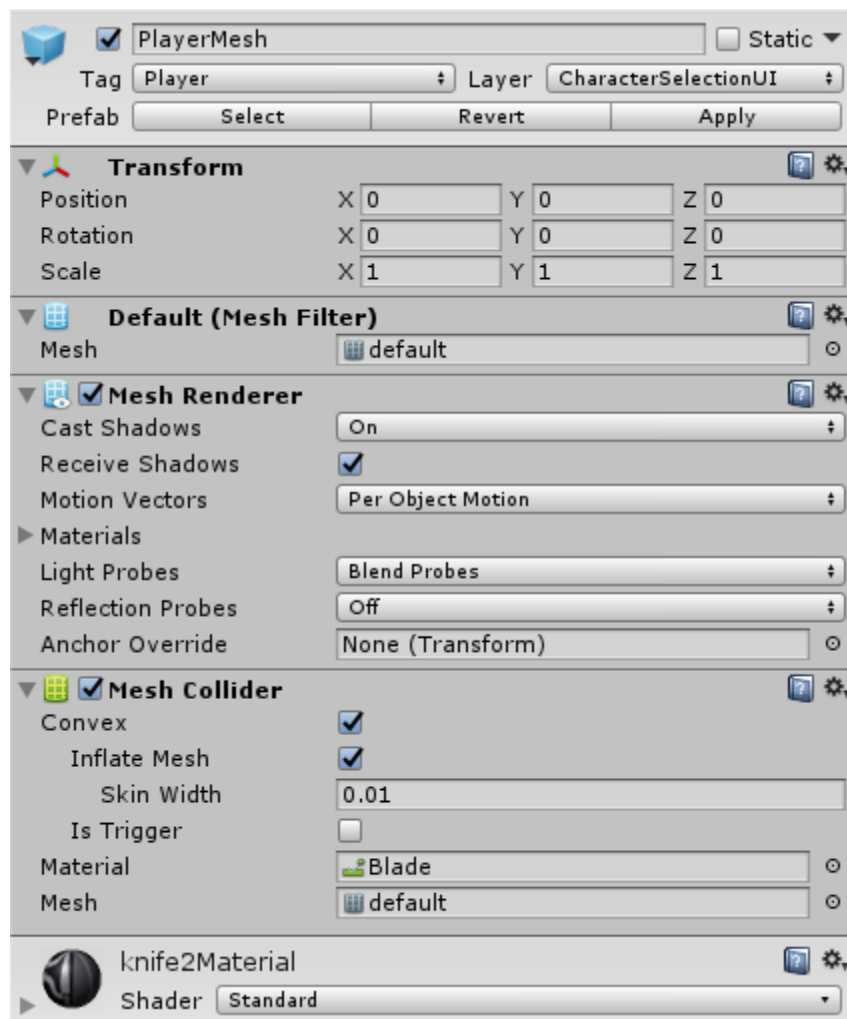 PlayerMesh Static
Tag Player Layer CharacterSelectionUI
Prefab Select Revert Apply
Transform
Position X 0 Y 0 Z 0
Rotation X 0 Y 0 Z 0
Scale X 1 Y 1 Z 1
Default (Mesh Filter)
Mesh default
Mesh Renderer
Cast Shadows On
Receive Shadows
Motion Vectors Per Object Motion
Materials
Light Probes Blend Probes
Reflection Probes Off
Anchor Override None (Transform)
Mesh Collider
Convex
Inflate Mesh
Skin Width 0.01
Is Trigger
Material Blade
Mesh default
knife2Material
Shader Standard